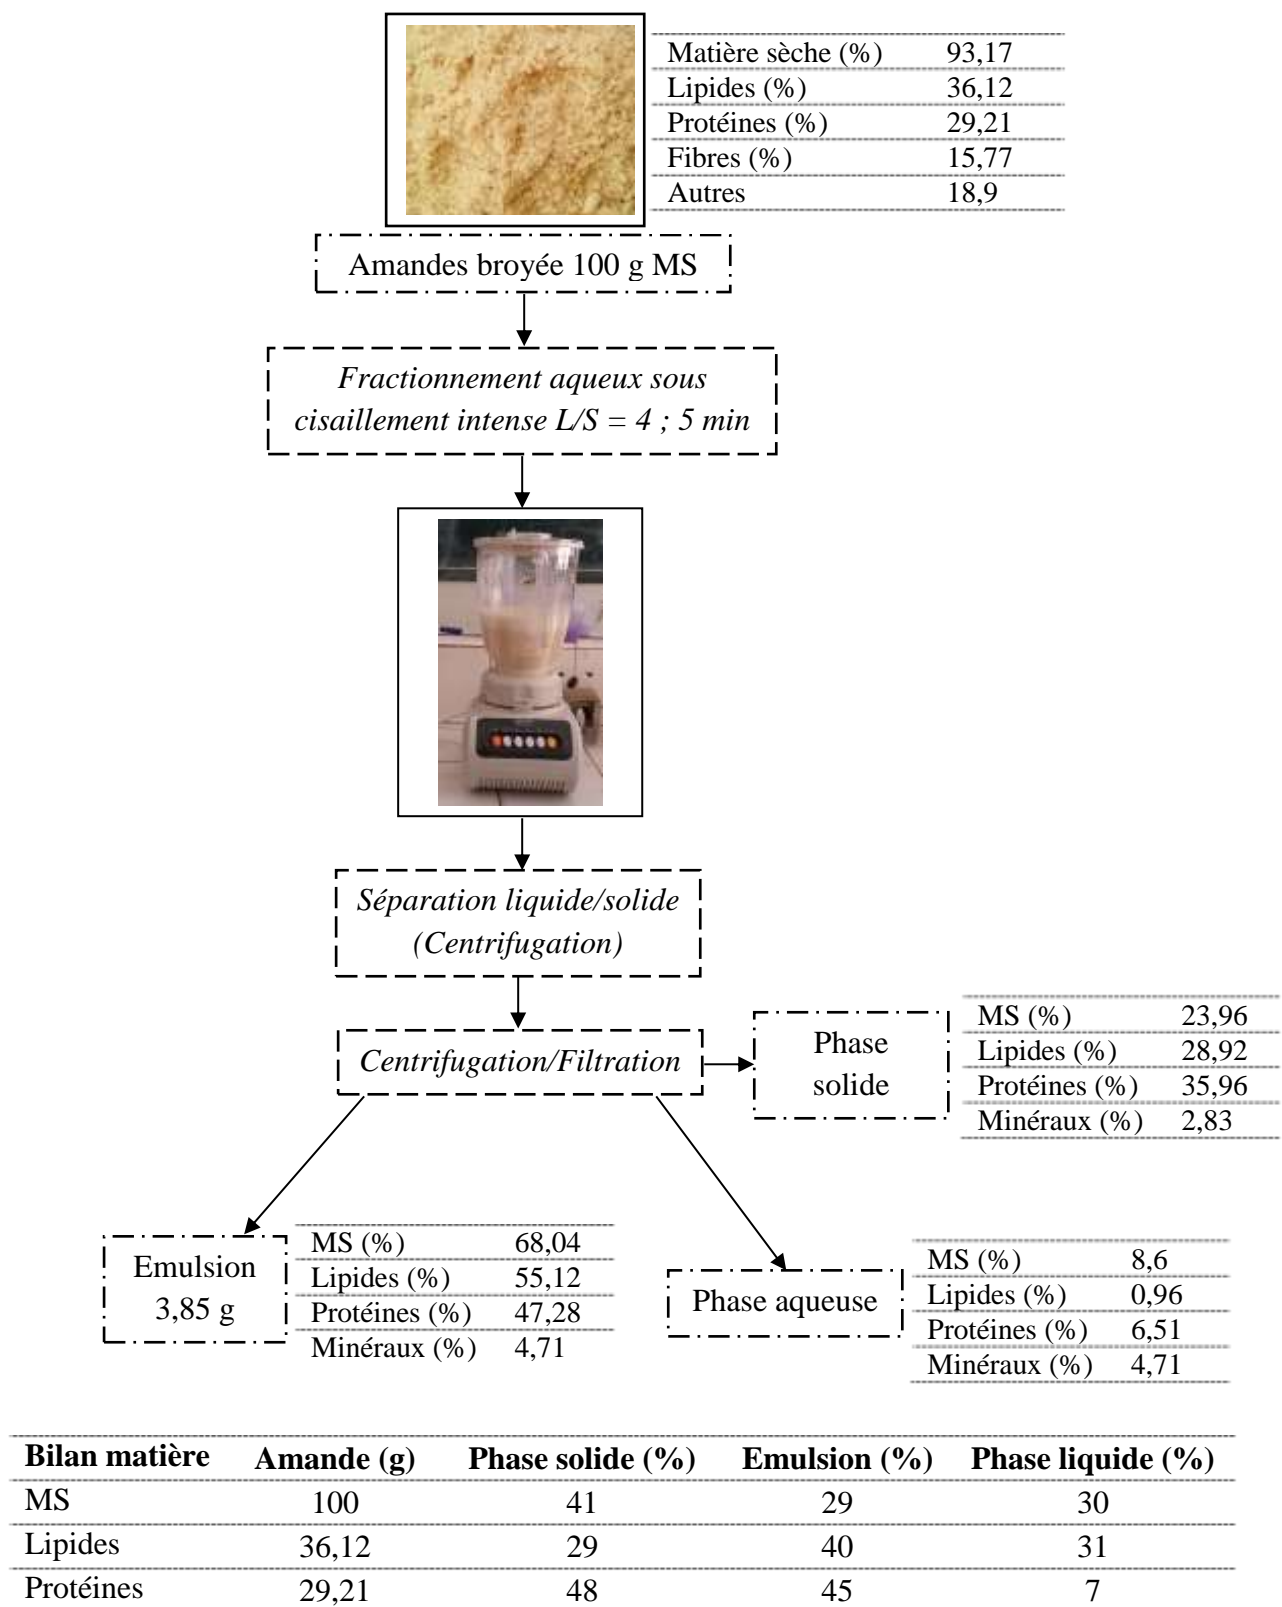 Matière sèche (%) 93,17
Lipides (%) 36,12
Protéines (%) 29,21
Fibres (%) 15,77
Autres 18,9
Amandes broyée 100 g MS
Fractionnement aqueux sous
cisaillement intense L/S = 4 ; 5 min
Séparation liquide/solide
(Centrifugation)
Centrifugation/Filtration
Phase
solide
MS (%) 23,96
Lipides (%) 28,92
Protéines (%) 35,96
Minéraux (%) 2,83
Emulsion
3,85 g
MS (%) 68,04
Lipides (%) 55,12
Protéines (%) 47,28
Minéraux (%) 4,71
Phase aqueuse
MS (%) 8,6
Lipides (%) 0,96
Protéines (%) 6,51
Minéraux (%) 4,71
Bilan matière Amande (g) Phase solide (%) Emulsion (%) Phase liquide (%)
MS 100 41 29 30
Lipides 36,12 29 40 31
Protéines 29,21 48 45 7